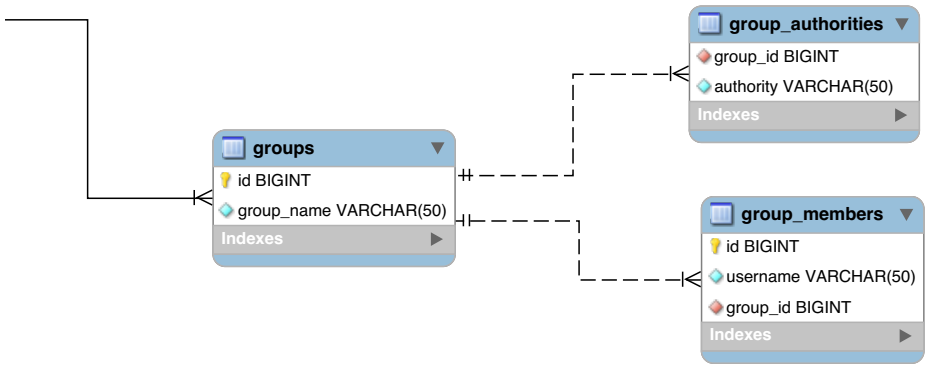 group_authorities
group_id BIGINT
authority VARCHAR(50)
Indexes
groups
id BIGINT
group_name VARCHAR(50)
Indexes
group_members
id BIGINT
username VARCHAR(50)
group_id BIGINT
Indexes